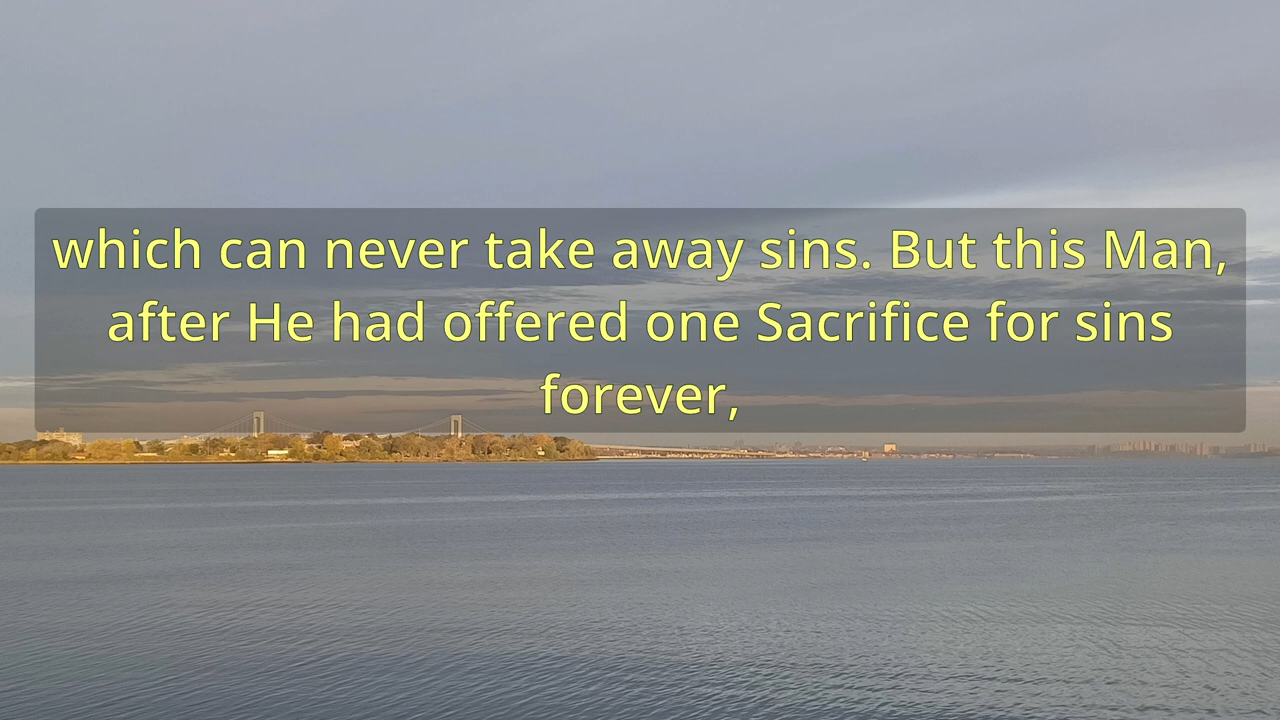 which can never take away sins. But this Man,
after He had offered one Sacrifice for sins
forever,